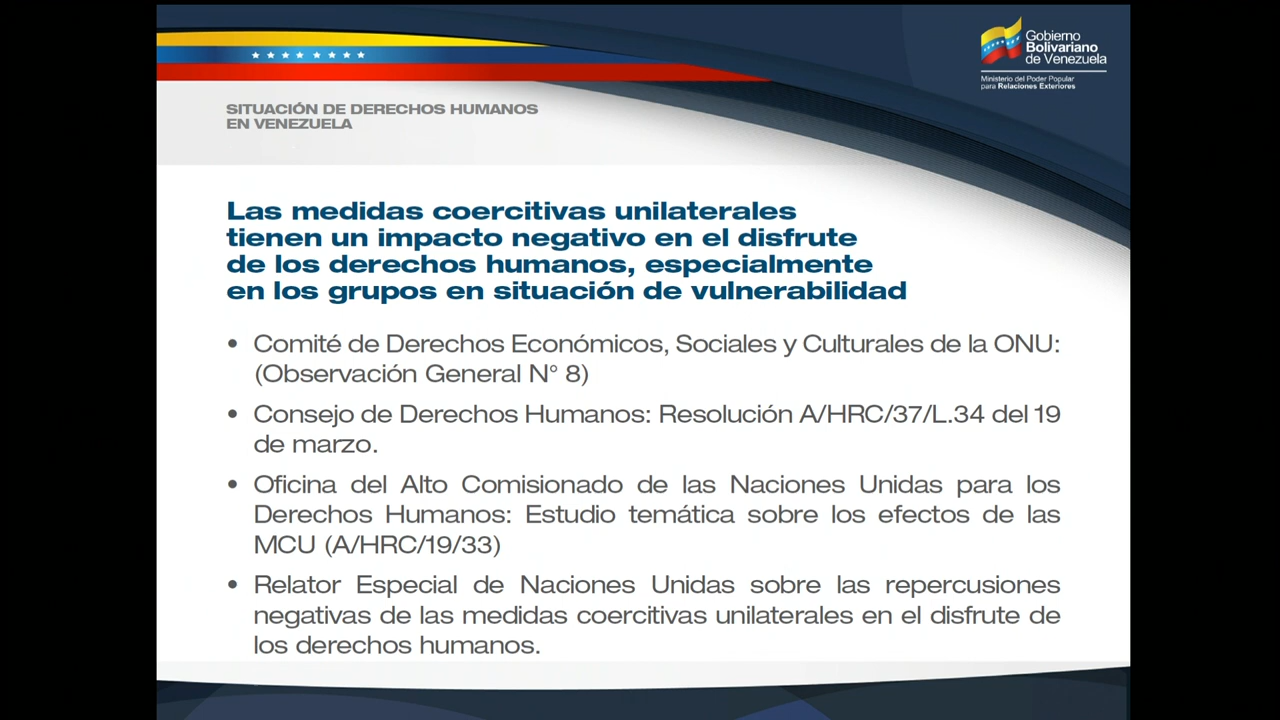 Gobierno
Bolivariano
de Venezuela
Ministerio del Poder Popular
para Relaciones Exteriores
SITUACIÓN DE DERECHOS HUMANOS
EN VENEZUELA
Las medidas coercitivas unilaterales
tienen un impacto negativo en el disfrute
de los derechos humanos, especialmente
en los grupos en situación de vulnerabilidad
• Comité de Derechos Económicos, Sociales y Culturales de la ONU:
(Observación General N° 8)
• Consejo de Derechos Humanos: Resolución A/HRC/37/L.34 del 19
de marzo.
• Oficina del Alto Comisionado de las Naciones Unidas para los
Derechos Humanos: Estudio temática sobre los efectos de las
MCU (A/HRC/19/33)
• Relator Especial de Naciones Unidas sobre las repercusiones
negativas de las medidas coercitivas unilaterales en el disfrute de
los derechos humanos.